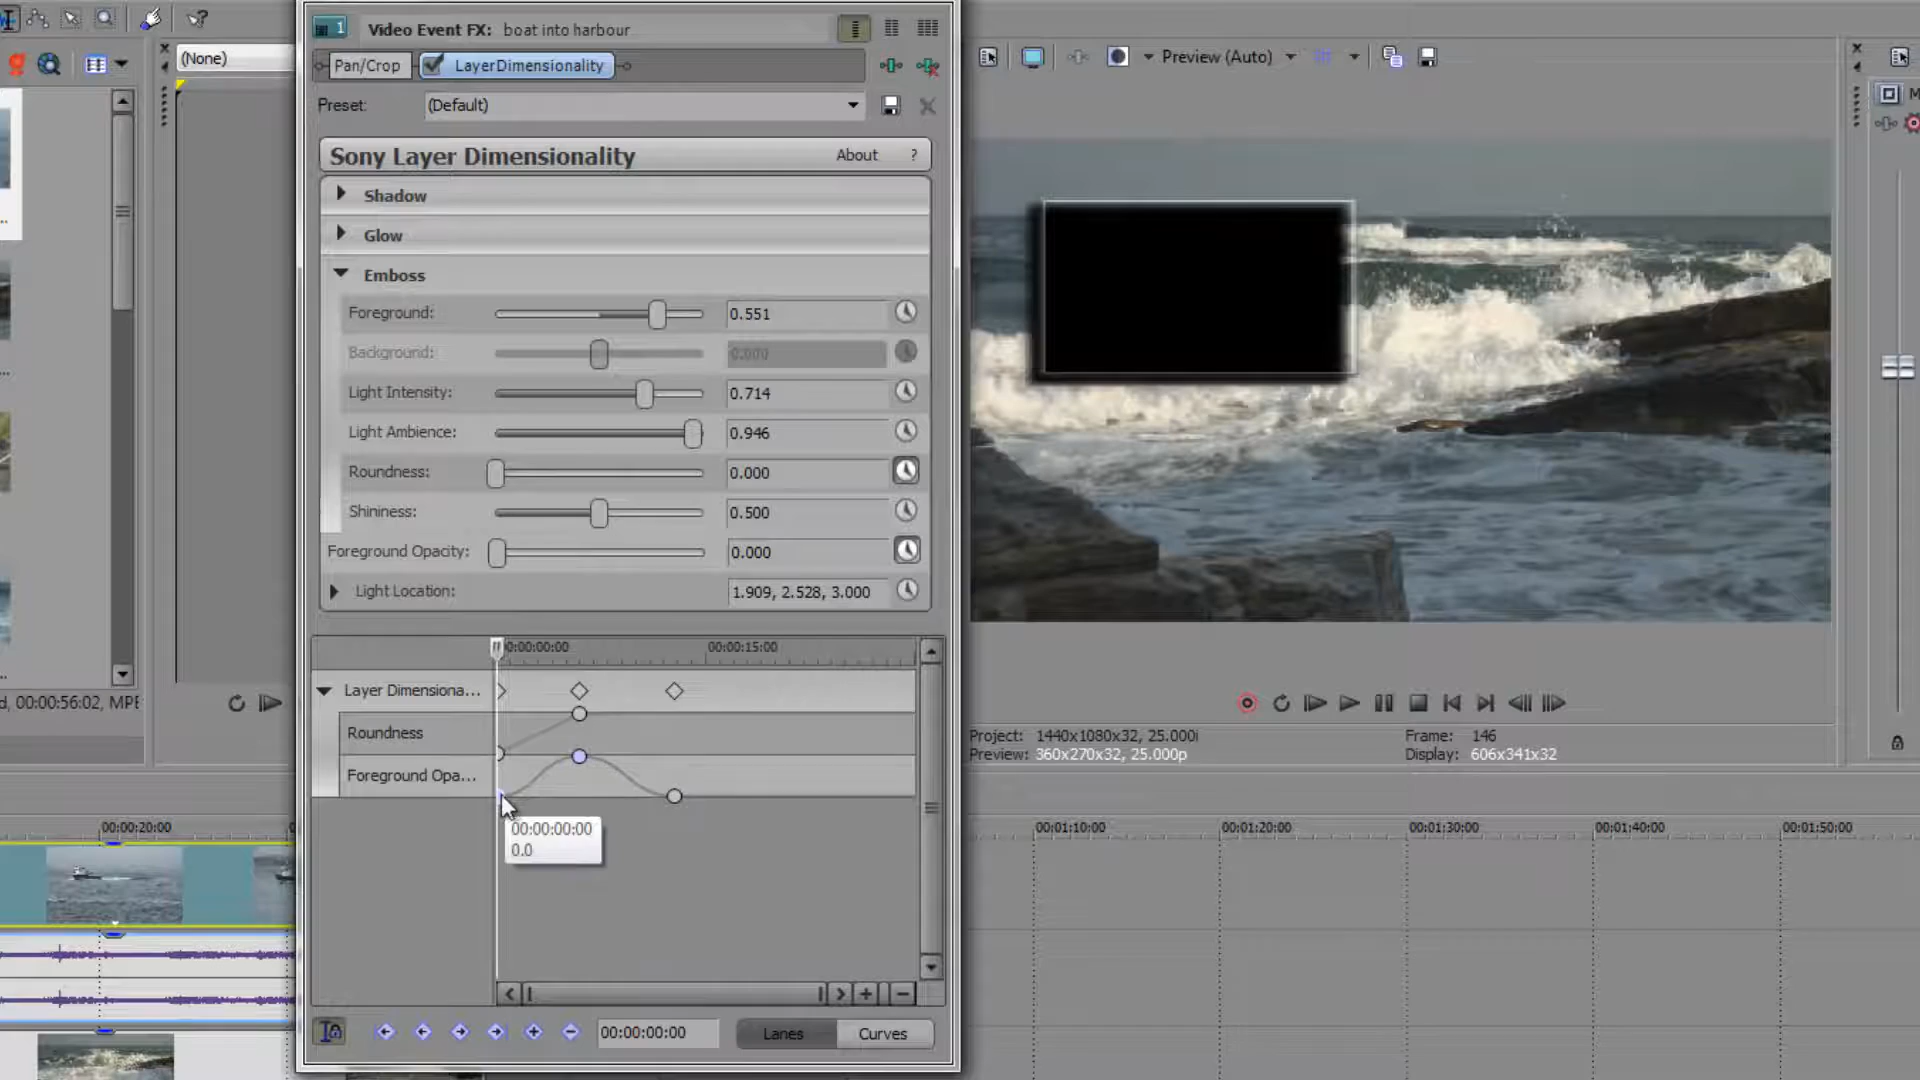 1 Video Event FX: boat into harbour
(None)
Pan/Crop LayerDimensionality
Preview (Auto)
Preset: (Default)
Sony Layer Dimensionality About ?
Shadow
Glow
Emboss
Foreground: 0.551
Background: 0.000
Light Intensity: 0.714
Light Ambience: 0.946
Roundness: 0.000
Shininess: 0.500
Foreground Opacity: 0.000
Light Location: 1.909, 2.528, 3.000
0:00:00:00 00:00:15:00
Layer Dimensiona...
d, 00:00:56:02, MPE
Roundness
Foreground Opa...
00:00:00:00
0.0
Project: 1440x1080x32, 25.000i Frame: 146
Preview: 360x270x32, 25.000p Display: 606x341x32
00:00:20:00 00:01:10:00 00:01:20:00 00:01:30:00 00:01:40:00 00:01:50:00
00:00:00:00 Lanes Curves